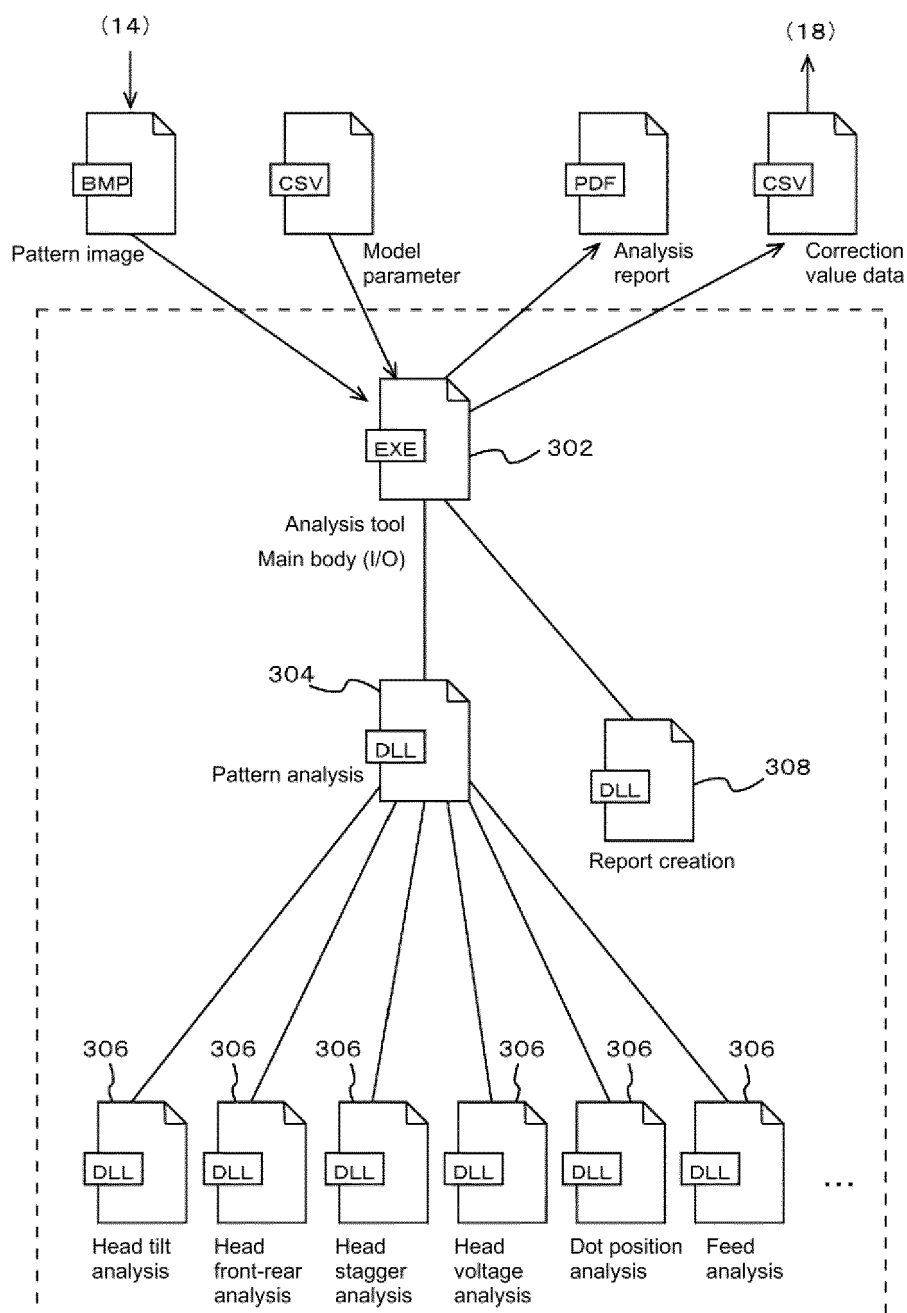 (14)
(18)
BMP
CSV
PDF
CSV
Pattern image
Model
parameter
Analysis
report
Correction
value data
EXE
302
Analysis tool
Main body (I/O)
304
DLL
Pattern analysis
DLL
308
Report creation
306
306
306
306
306
306
DLL
DLL
DLL
DLL
DLL
DLL
...
Head tilt
analysis
Head
front-rear
analysis
Head
stagger
analysis
Head
voltage
analysis
Dot position
analysis
Feed
analysis